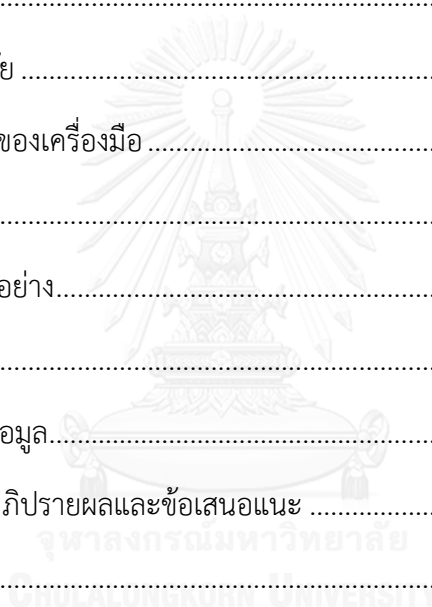 ....................................................................
ย ....................................................................
ของเครื่องมือ .............................................
....................................................................
อย่าง..............................................................
....................................................................
อมูล................................................................
ภิปรายผลและข้อเสนอแนะ ....................
จุฬาลงกรณ์มหาวิทยาลัย
....................................................................
CHULALONGKORN UNIVERSITY